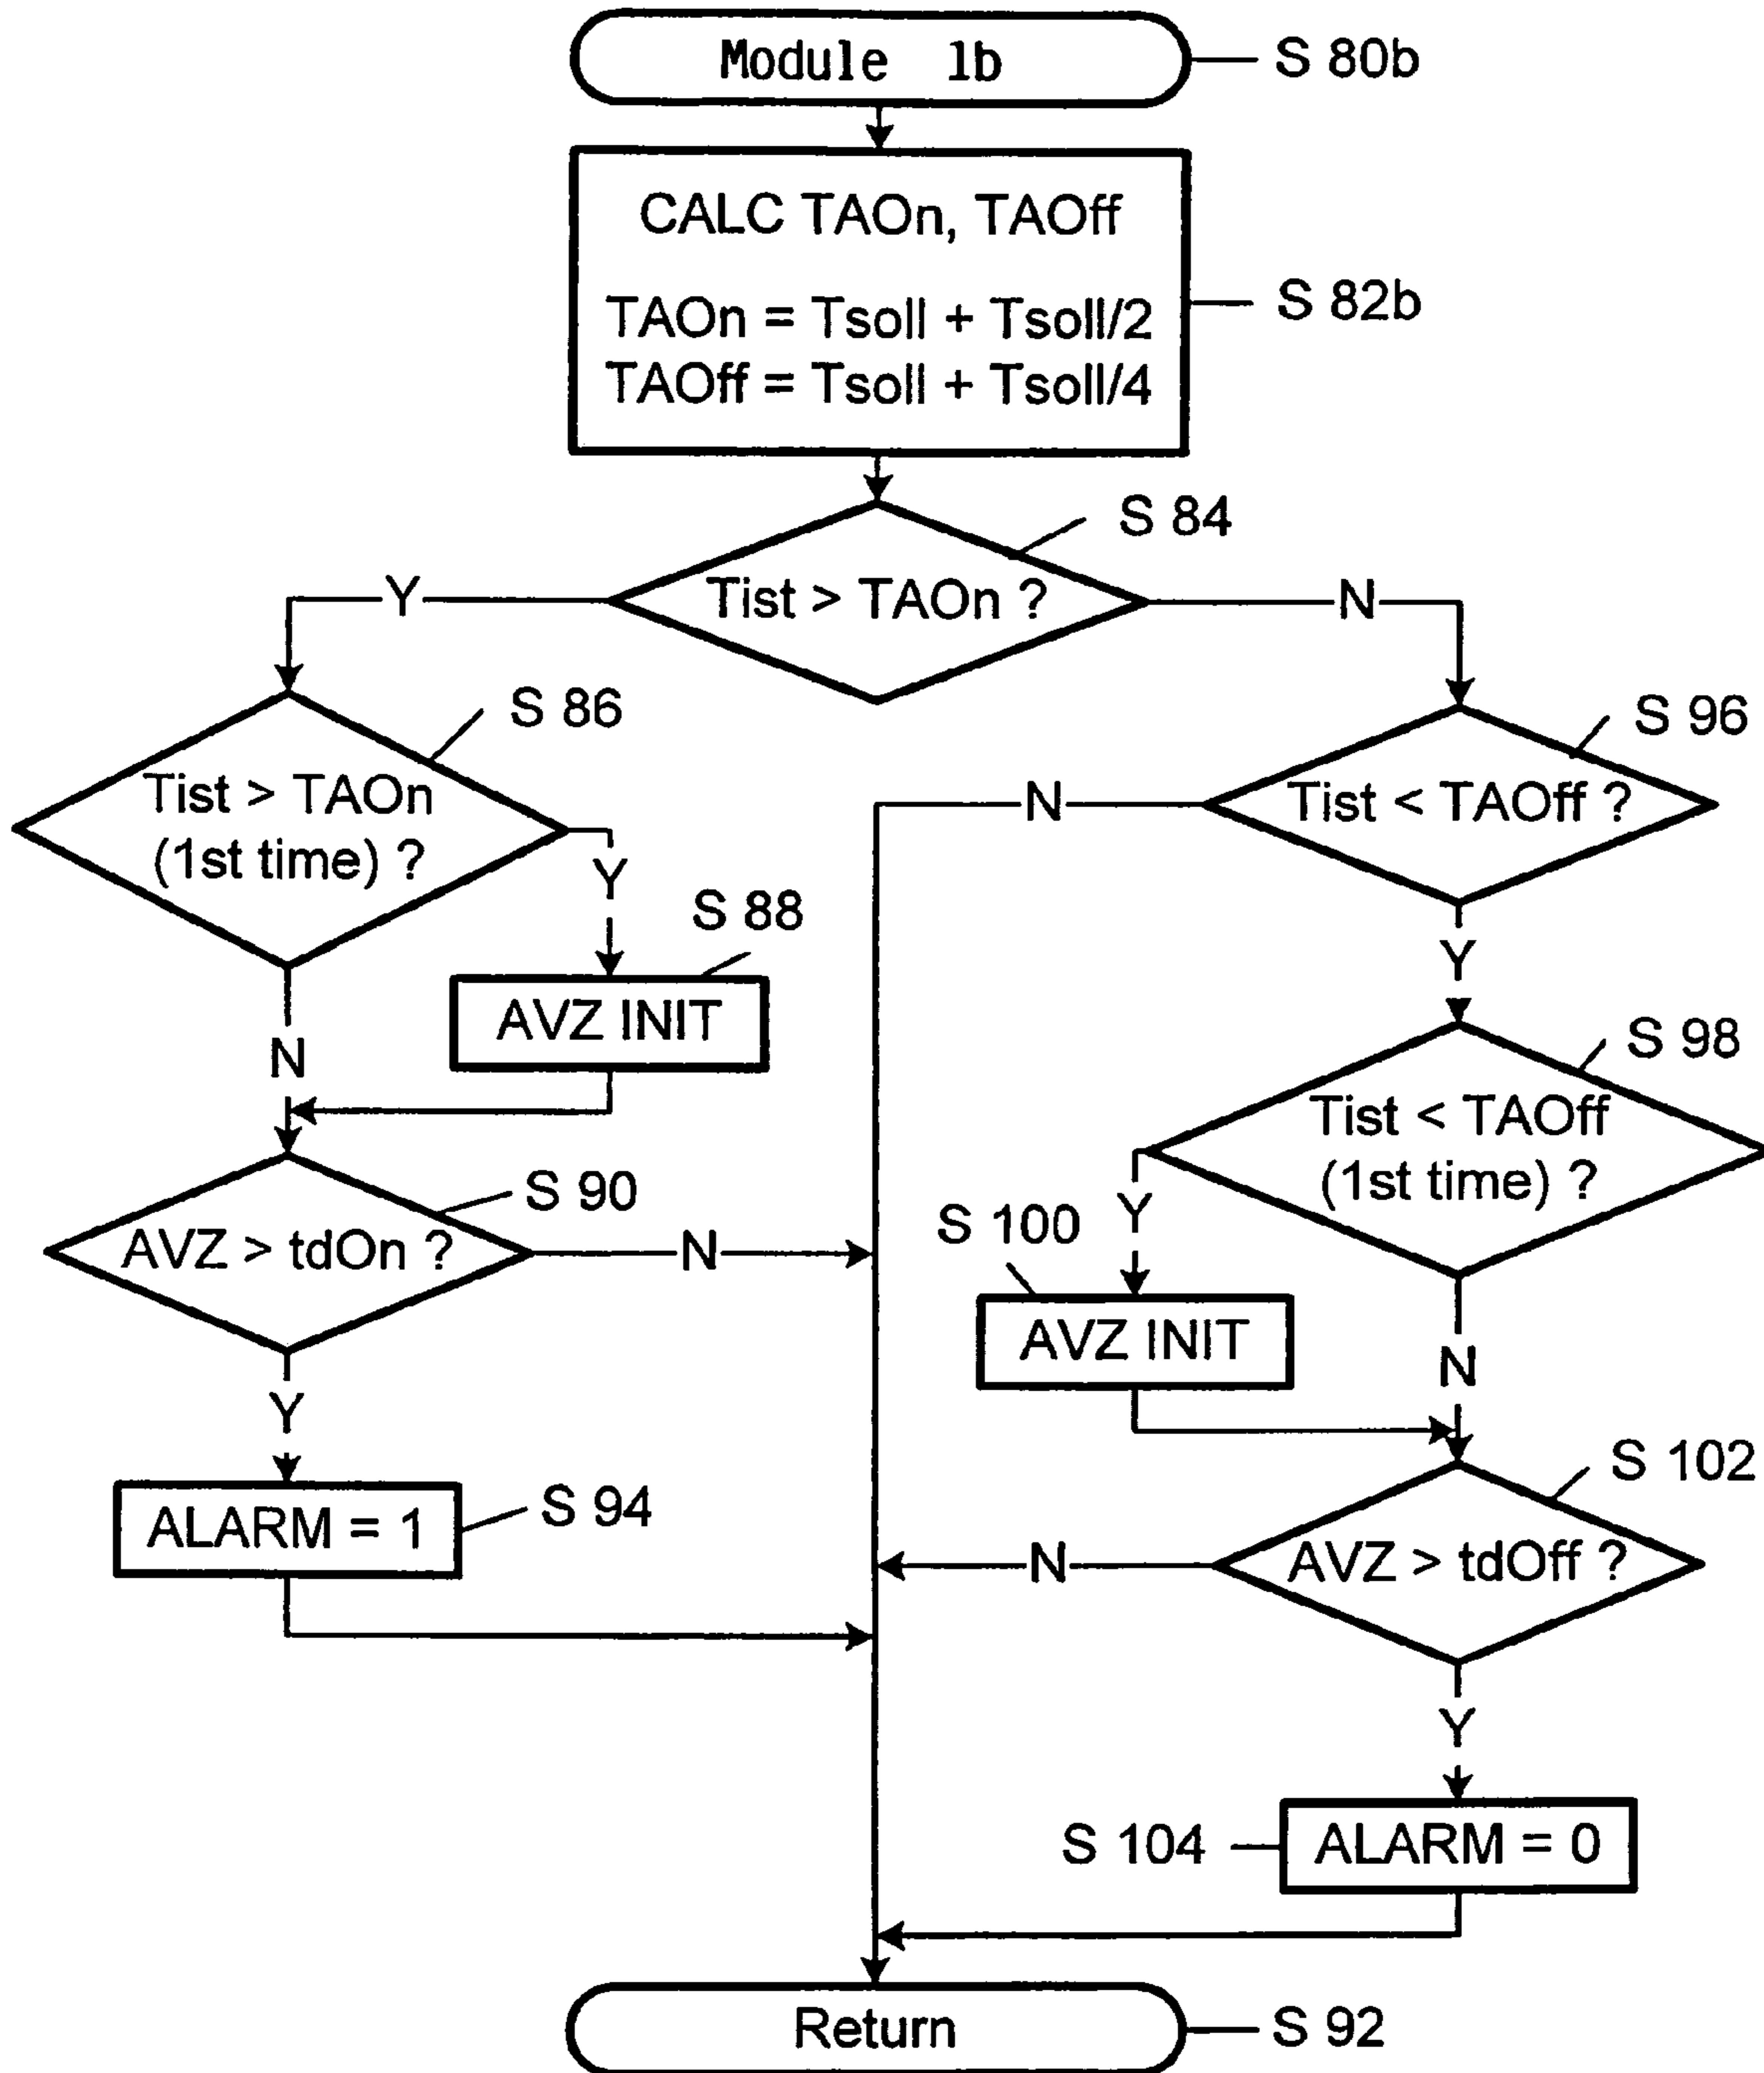 Module 1b
S 80b
CALC TAOn, TAOff
TAOn = Tsoll + Tsoll/2
TAOff = Tsoll + Tsoll/4
S 82b
S 84
Tist > TAOn ?
Y
N
S 86
Tist > TAOn
(1st time) ?
Y
S 88
AVZ INIT
N
S 90
AVZ > tdOn ?
N
Y
ALARM = 1
S 94
S 96
Tist < TAOff ?
N
Y
S 98
Tist < TAOff
(1st time) ?
Y
S 100
AVZ INIT
N
S 102
AVZ > tdOff ?
N
Y
S 104
ALARM = 0
Return
S 92